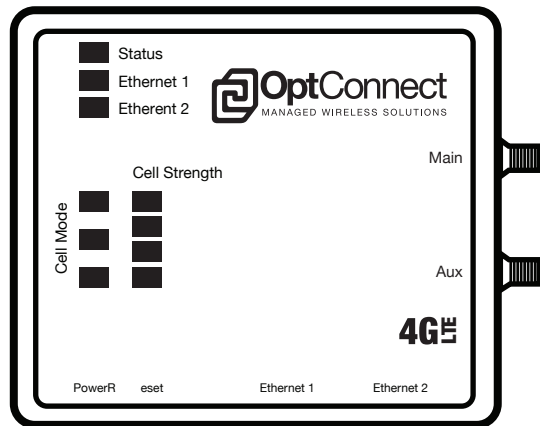 Status
Ethernet 1
Etherent 2
OptConnect
MANAGED WIRELESS SOLUTIONS
Main
Cell Strength
Cell Mode
Aux
4G LTE
PowerR eset Ethernet 1 Ethernet 2